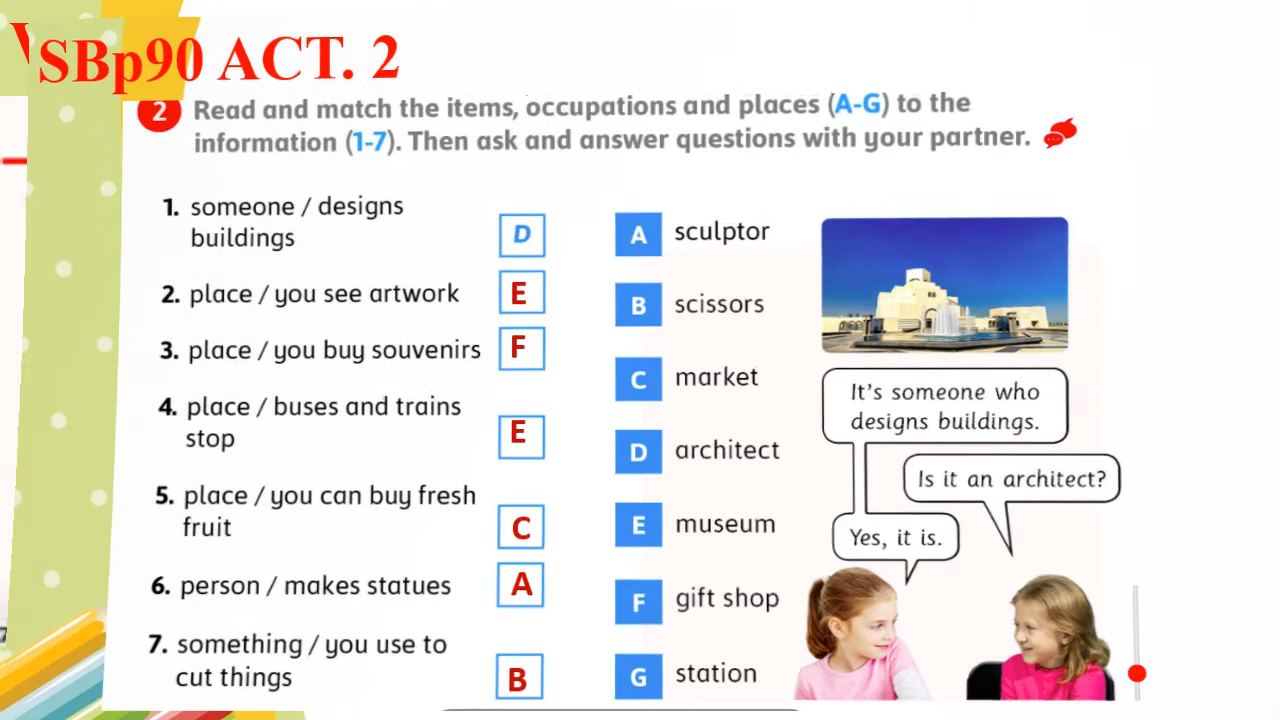 SBp90 ACT. 2
2 Read and match the items, occupations and places (A-G) to the
information (1-7). Then ask and answer questions with your partner.
1. someone / designs
buildings
D
2. place / you see artwork
E
3. place / you buy souvenirs
F
4. place / buses and trains
stop
E
5. place / you can buy fresh
fruit
C
6. person / makes statues
A
7. something / you use to
cut things
B
A sculptor
B scissors
C market
D architect
E museum
F gift shop
G station
It's someone who
designs buildings.
Is it an architect?
Yes, it is.